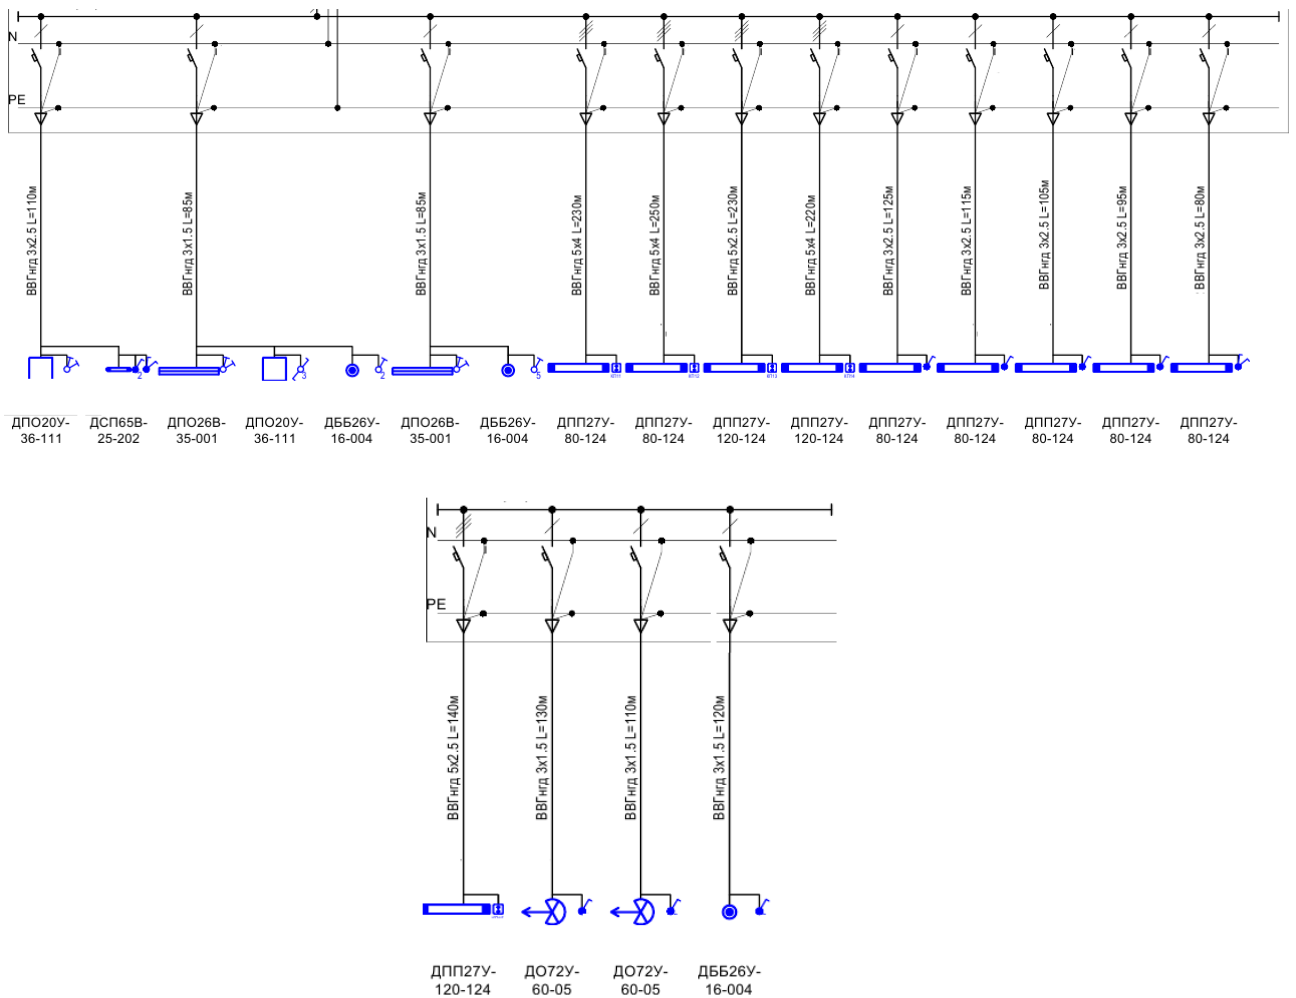 N
PE
ВВГнгд 3х2.5 L=110м
ВВГнгд 3х1.5 L=85м
ВВГнгд 3х1.5 L=85м
ВВГнгд 5х4 L=230м
ВВГнгд 5х4 L=250м
ВВГнгд 5х2.5 L=230м
ВВГнгд 5х4 L=220м
ВВГнгд 3х2.5 L=125м
ВВГнгд 3х2.5 L=115м
ВВГнгд 3х2.5 L=105м
ВВГнгд 3х2.5 L=95м
ВВГнгд 3х2.5 L=80м
2
3
2
5
ДПО20У-
36-111
ДСП65В-
25-202
ДПО26В-
35-001
ДПО20У-
36-111
ДББ26У-
16-004
ДПО26В-
35-001
ДББ26У-
16-004
ДПП27У-
80-124
ДПП27У-
80-124
ДПП27У-
120-124
ДПП27У-
120-124
ДПП27У-
80-124
ДПП27У-
80-124
ДПП27У-
80-124
ДПП27У-
80-124
ДПП27У-
80-124
N
PE
ВВГнгд 5х2.5 L=140м
ВВГнгд 3х1.5 L=130м
ВВГнгд 3х1.5 L=110м
ВВГнгд 3х1.5 L=120м
ДПП27У-
120-124
ДО72У-
60-05
ДО72У-
60-05
ДББ26У-
16-004